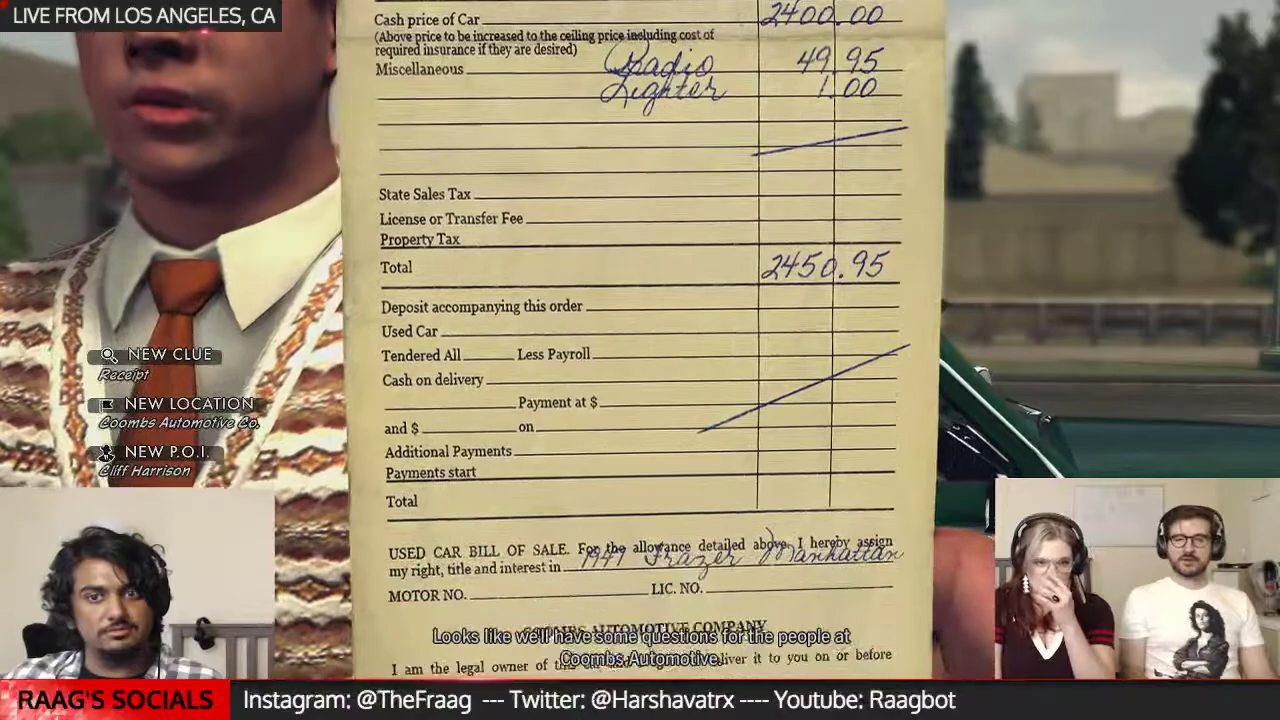 LIVE FROM LOS ANGELES, CA
Cash price of Car 2400.00
(Above price to be increased to the ceiling price including cost of
required insurance if they are desired)
Miscellaneous Radio 49.95
Lighter 1.00
State Sales Tax
License or Transfer Fee
Property Tax
Total 2450.95
Deposit accompanying this order
Used Car
Tendered All Less Payroll
Cash on delivery
Payment at $
and $ on
Additional Payments
Payments start
Total
USED CAR BILL OF SALE. For the allowance detailed above, I hereby assign
my right, title and interest in 1947 Frazer Manhattan
MOTOR NO. LIC. NO.
COOMBS AUTOMOTIVE COMPANY
I am the legal owner of this deliver it to you on or before
NEW CLUE
Receipt
NEW LOCATION
Coombs Automotive Co.
NEW P.O.I.
Cliff Harrison
Looks like we'll have some questions for the people at
Coombs Automotive.
RAAG'S SOCIALS Instagram: @TheFraag --- Twitter: @Harshavatrx ---- Youtube: Raagbot